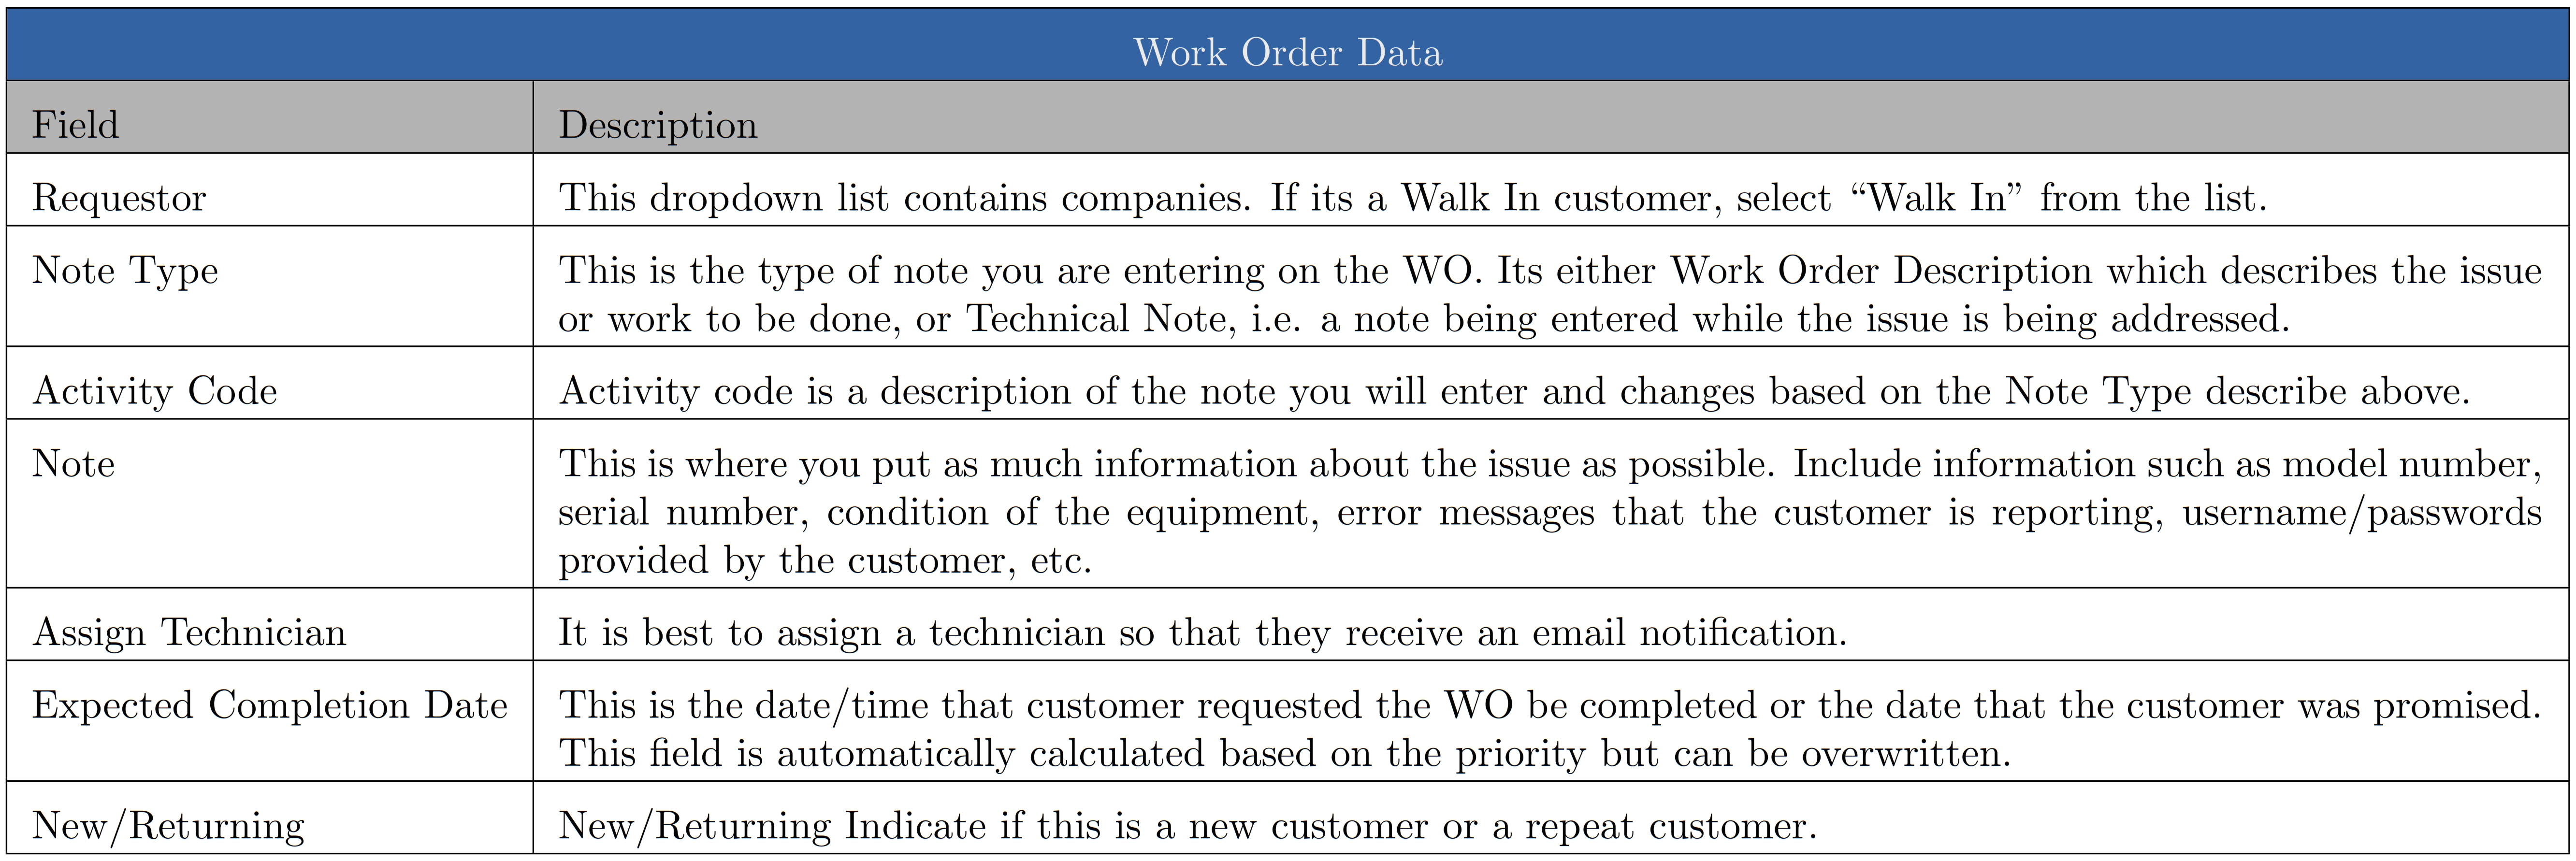 Work Order Data
Field
Description
Requestor
This dropdown list contains companies. If its a Walk In customer, select “Walk In” from the list.
Note Type
This is the type of note you are entering on the WO. Its either Work Order Description which describes the issue
or work to be done, or Technical Note, i.e. a note being entered while the issue is being addressed.
Activity Code
Activity code is a description of the note you will enter and changes based on the Note Type describe above.
Note
This is where you put as much information about the issue as possible. Include information such as model number,
serial number, condition of the equipment, error messages that the customer is reporting, username/passwords
provided by the customer, etc.
Assign Technician
It is best to assign a technician so that they receive an email notification.
Expected Completion Date
This is the date/time that customer requested the WO be completed or the date that the customer was promised.
This field is automatically calculated based on the priority but can be overwritten.
New/Returning
New/Returning Indicate if this is a new customer or a repeat customer.